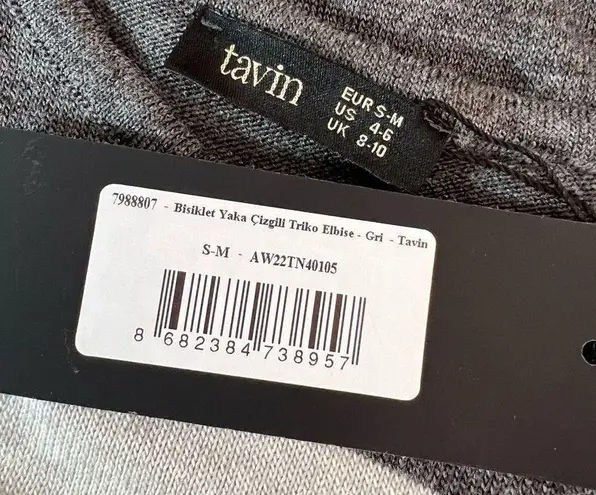 tavin
EUR S-M
US 4-6
UK 8-10
7988807 - Bisiklet Yaka Çizgili Triko Elbise - Gri - Tavin
S-M - AW22TN40105
8 682384 738957